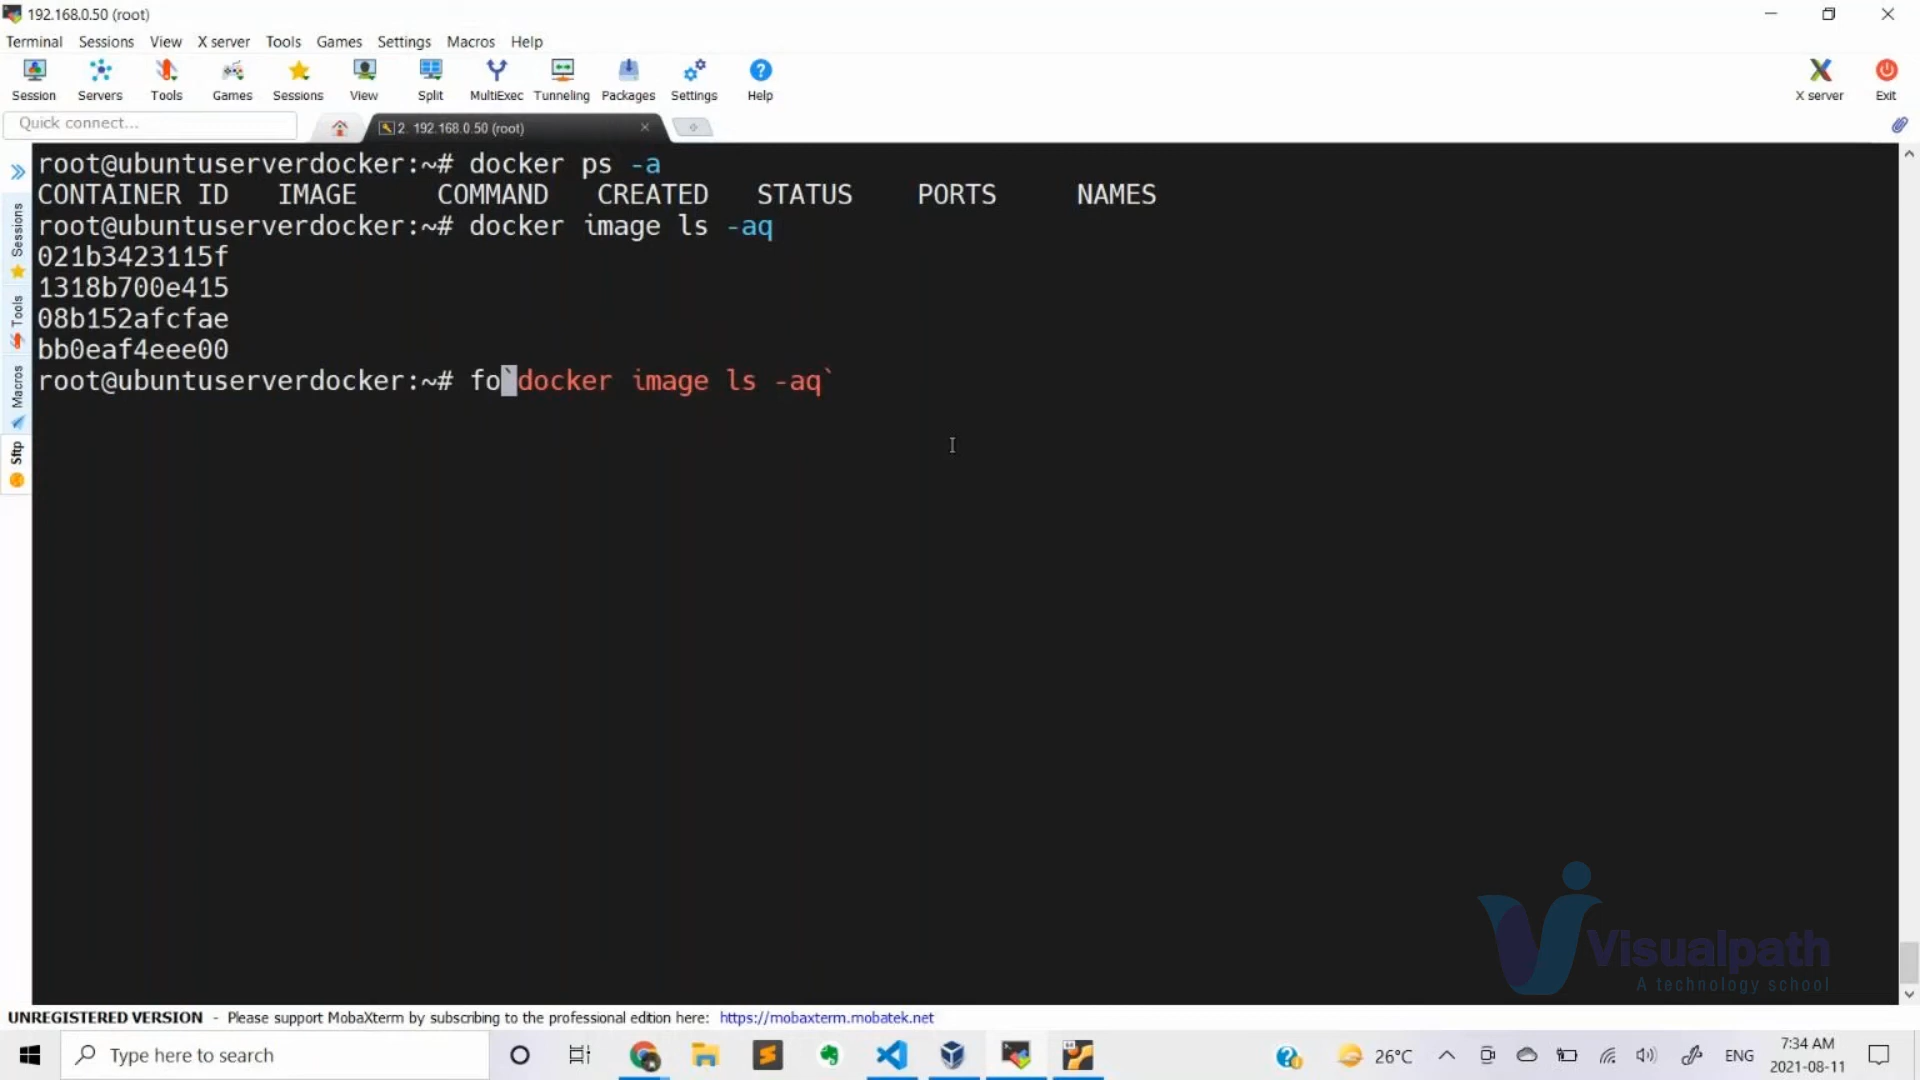 192.168.0.50 (root)
Terminal Sessions View X server Tools Games Settings Macros Help
Session Servers Tools Games Sessions View Split MultiExec Tunneling Packages Settings Help X server Exit
Quick connect... 2. 192.168.0.50 (root)
root@ubuntuserverdocker:~# docker ps -a
CONTAINER ID IMAGE COMMAND CREATED STATUS PORTS NAMES
root@ubuntuserverdocker:~# docker image ls -aq
021b3423115f
1318b700e415
08b152afcfae
bb0eaf4eee00
root@ubuntuserverdocker:~# fo`docker image ls -aq`
Sessions
Tools
Macros
Sftp
Visualpath
A technology school
UNREGISTERED VERSION - Please support MobaXterm by subscribing to the professional edition here: https://mobaxterm.mobatek.net
Type here to search
26°C
ENG
7:34 AM
2021-08-11